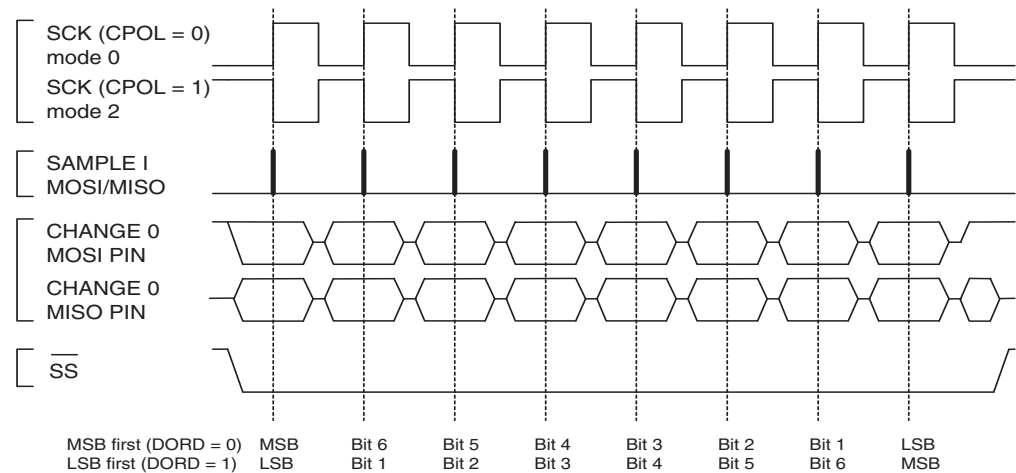 SCK (CPOL = 0)
mode 0
SCK (CPOL = 1)
mode 2
SAMPLE I
MOSI/MISO
CHANGE 0
MOSI PIN
CHANGE 0
MISO PIN
SS
MSB first (DORD = 0) MSB Bit 6 Bit 5 Bit 4 Bit 3 Bit 2 Bit 1 LSB
LSB first (DORD = 1) LSB Bit 1 Bit 2 Bit 3 Bit 4 Bit 5 Bit 6 MSB